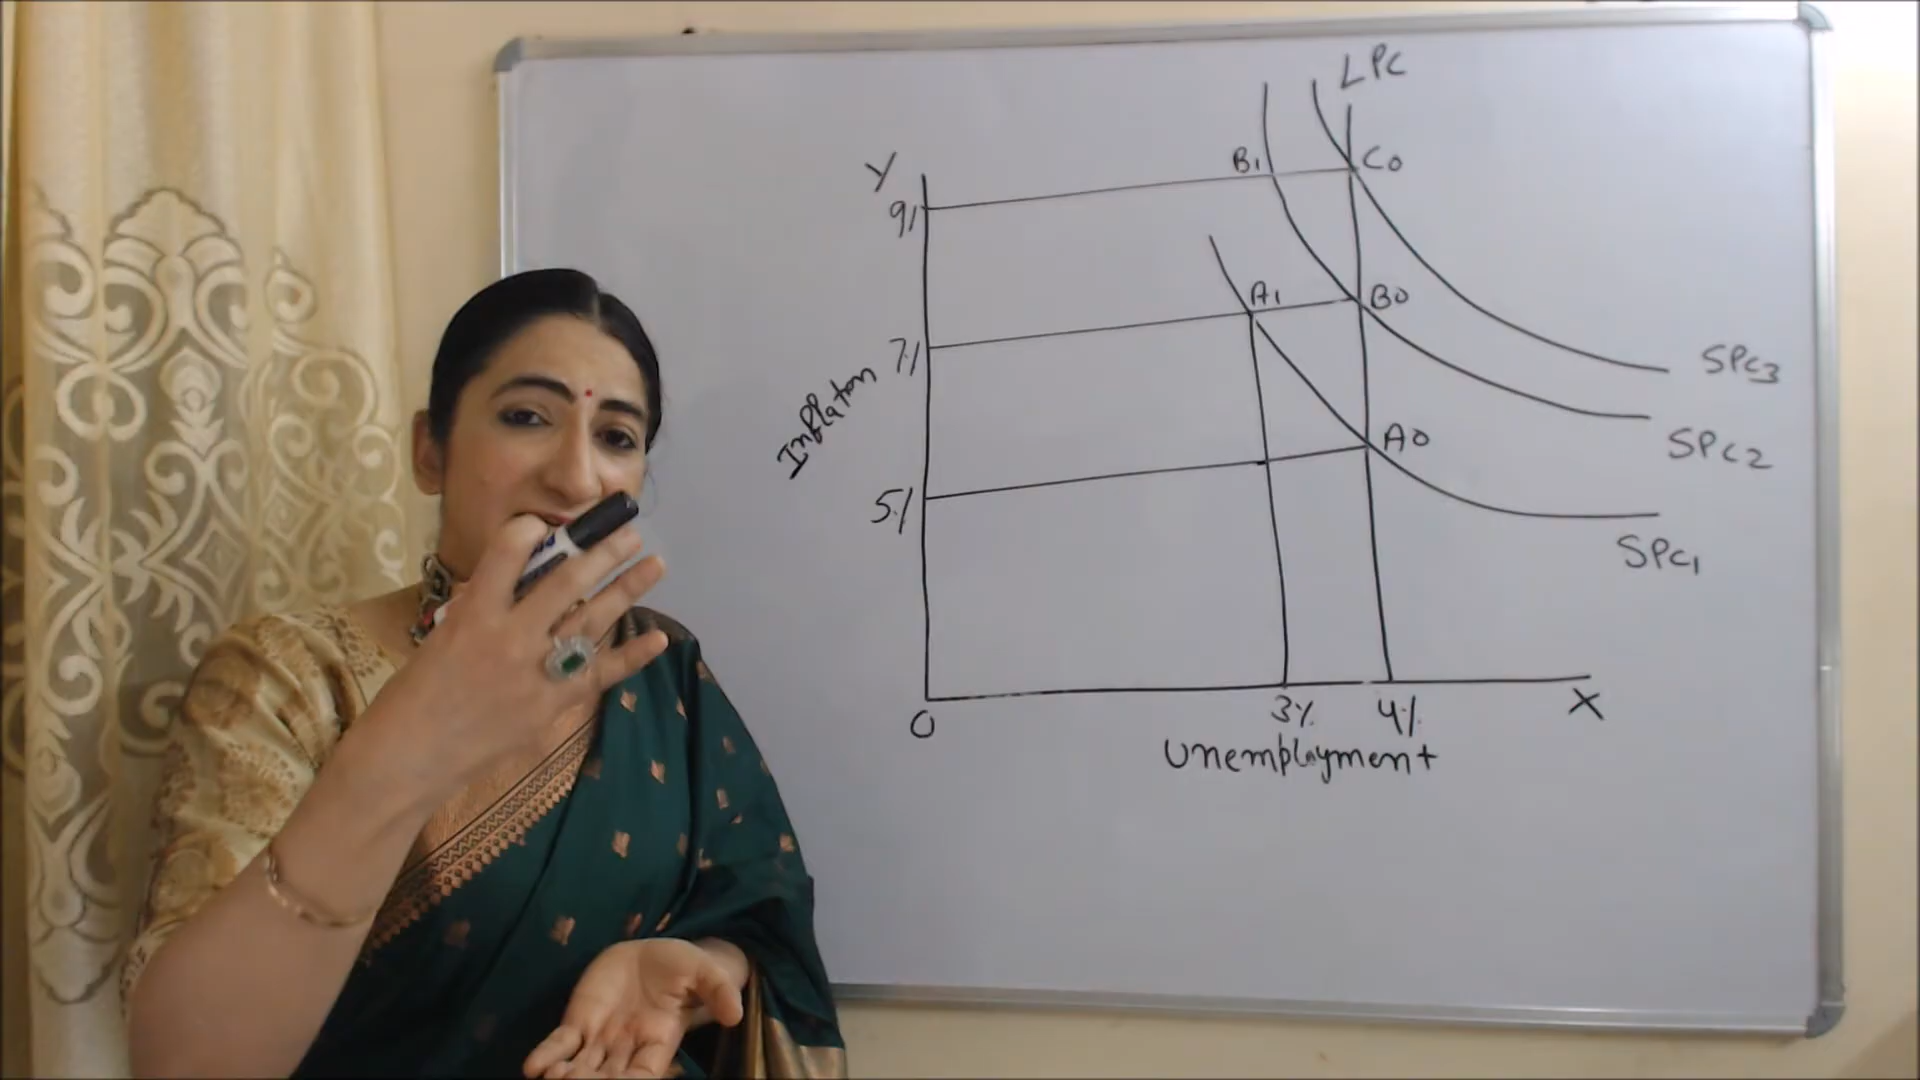 LPC
Y
B1
C0
9%
A1
B0
7%
SPC3
Inflation
A0
SPC2
5%
SPC1
0
3%
4%
X
Unemployment